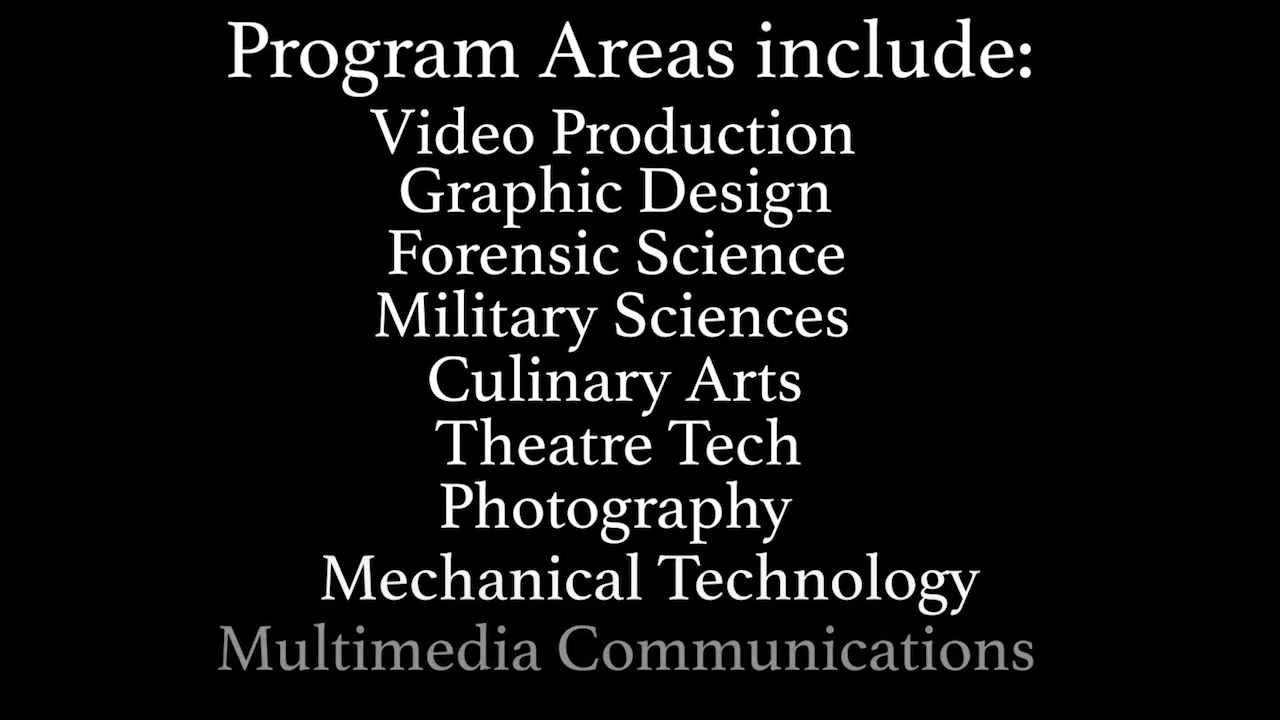 Program Areas include:
Video Production
Graphic Design
Forensic Science
Military Sciences
Culinary Arts
Theatre Tech
Photography
Mechanical Technology
Multimedia Communications